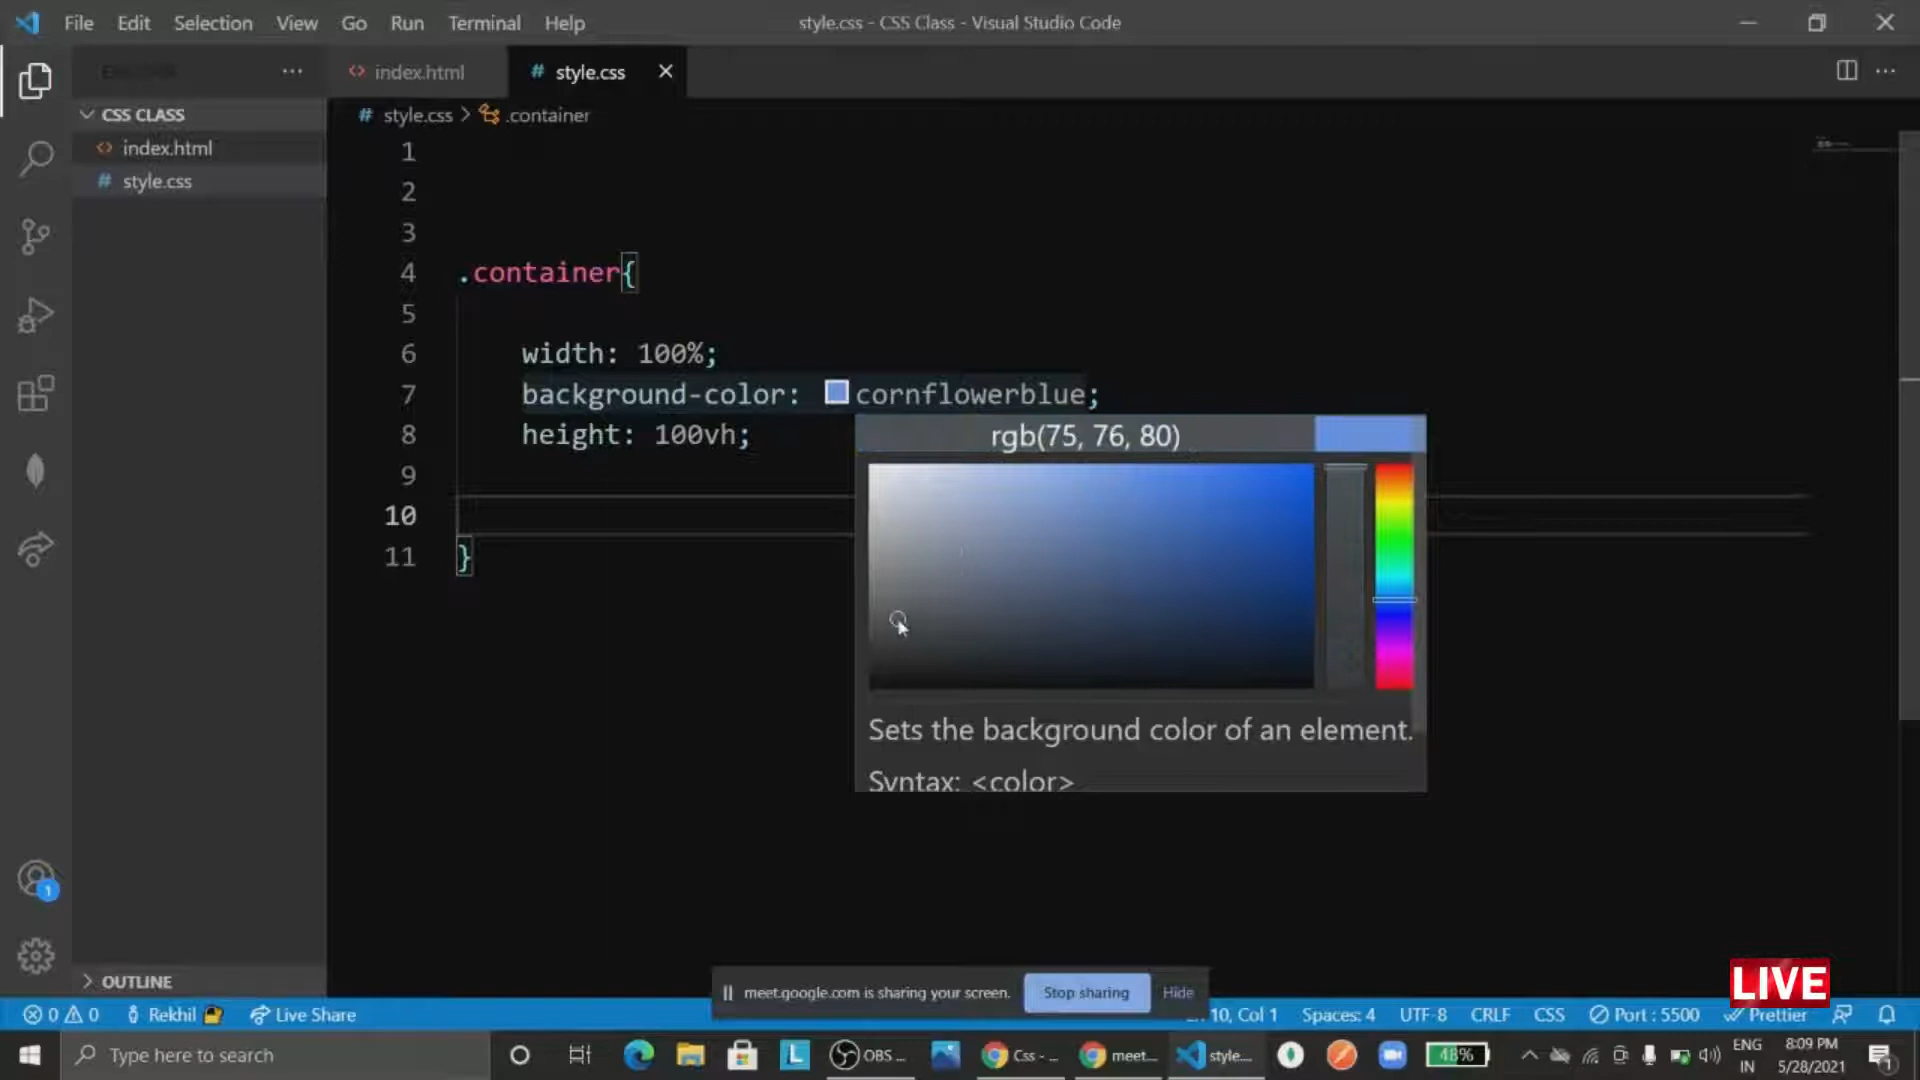 File Edit Selection View Go Run Terminal Help
style.css - CSS Class - Visual Studio Code
index.html
# style.css
CSS CLASS
index.html
# style.css
# style.css > .container
1
2
3
4 .container{
5
6 width: 100%;
7 background-color: cornflowerblue;
8 height: 100vh;
9
10
11 }
rgb(75, 76, 80)
Sets the background color of an element.
Syntax: <color>
1
OUTLINE
meet.google.com is sharing your screen. Stop sharing Hide
LIVE
0 0 Rekhil Live Share
10, Col 1 Spaces: 4 UTF-8 CRLF CSS Port : 5500 Prettier
Type here to search
L
OBS ...
Css - ...
meet...
style...
48%
ENG
IN
8:09 PM
5/28/2021
1